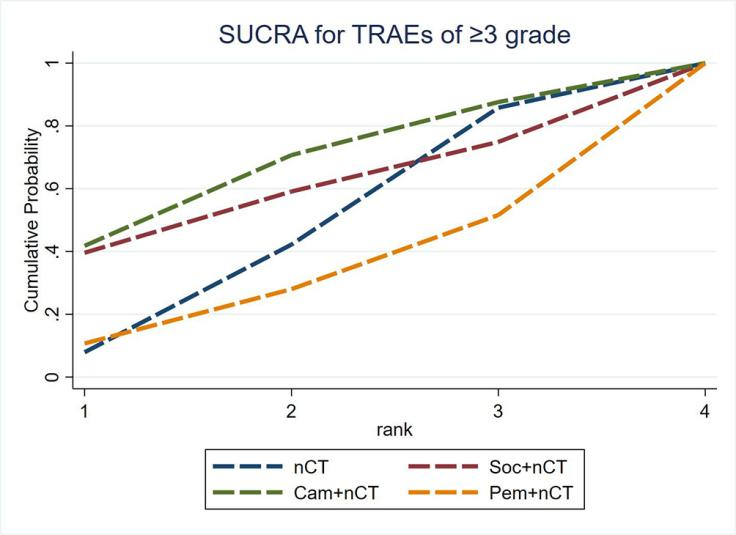 SUCRA for TRAEs of ≥3 grade
Cumulative Probability
1
.8
.6
.4
.2
0
1 2 3 4
rank
nCT Soc+nCT
Cam+nCT Pem+nCT